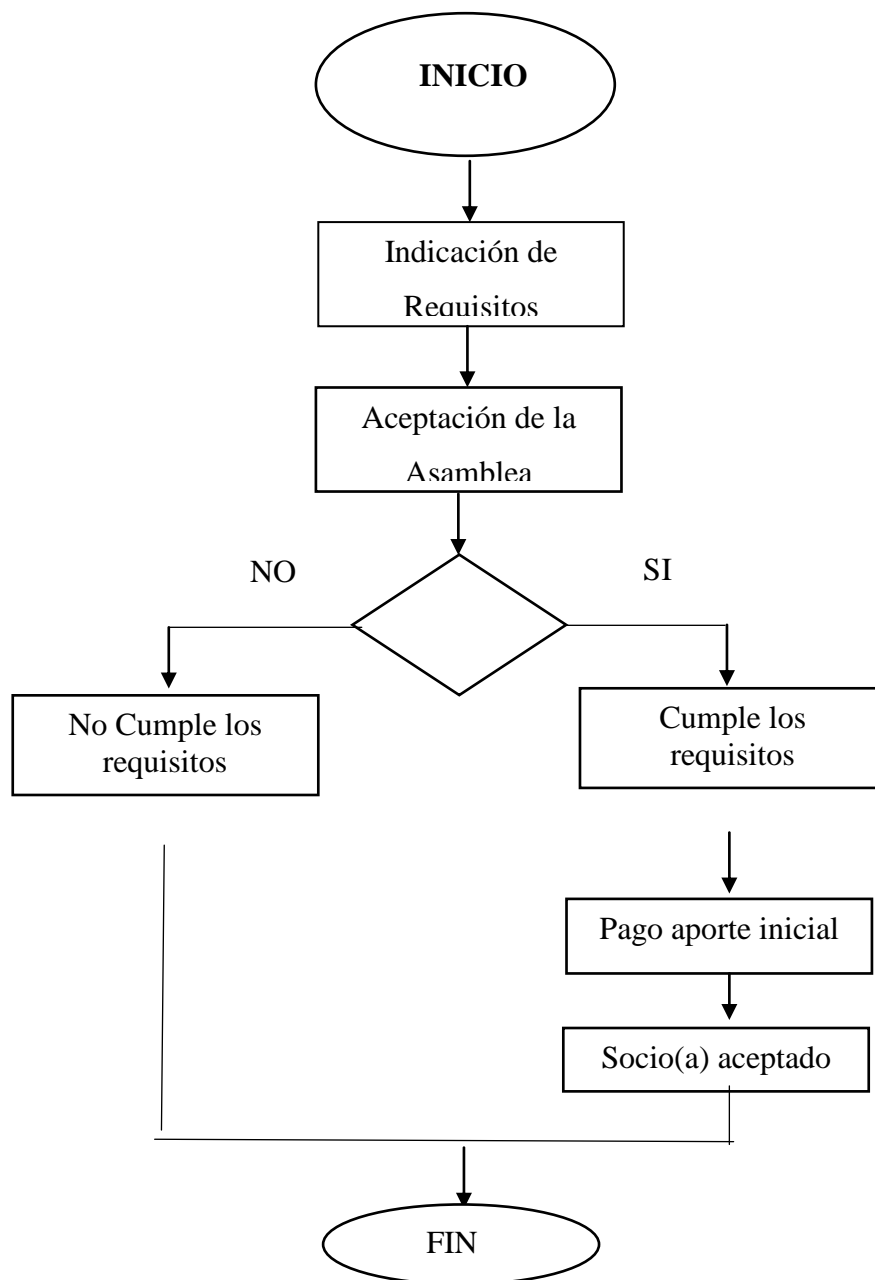 INICIO
Indicación de
Requisitos
Aceptación de la
Asamblea
NO
SI
No Cumple los
requisitos
Cumple los
requisitos
Pago aporte inicial
Socio(a) aceptado
FIN